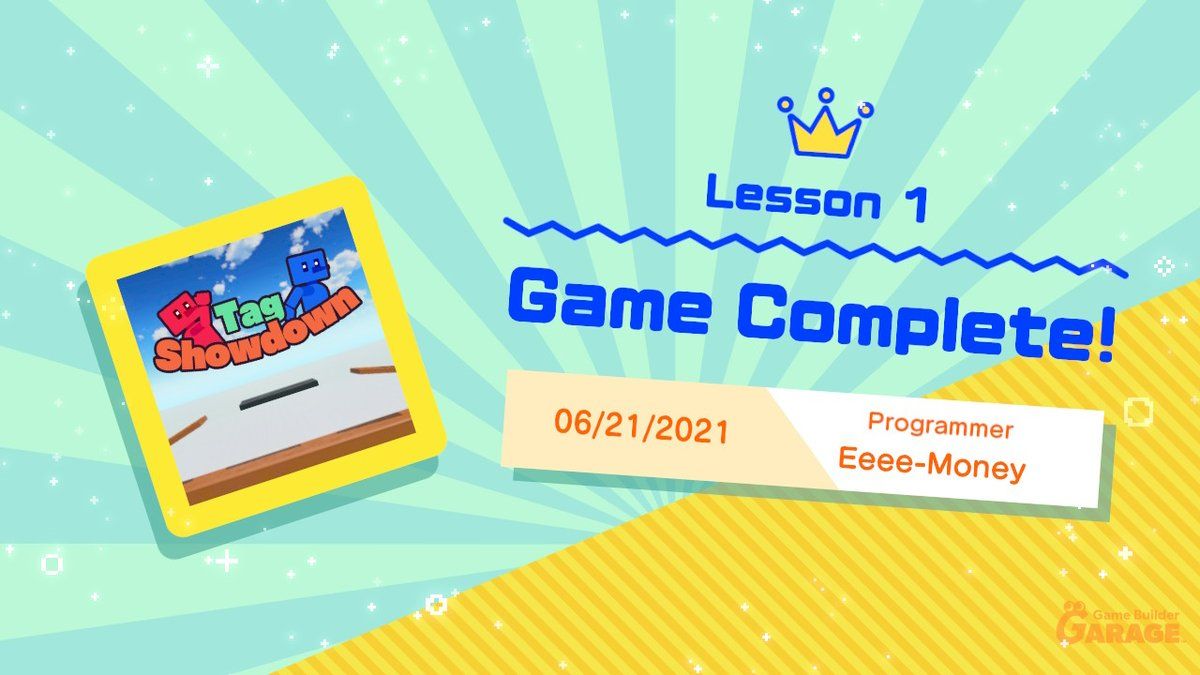 Tag
Showdown
Lesson 1
Game Complete!
06/21/2021
Programmer
Eeee-Money
Game Builder
GARAGE